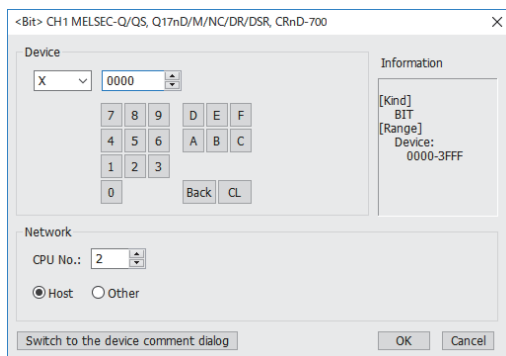 <Bit> CH1 MELSEC-Q/QS, Q17nD/M/NC/DR/DSR, CRnD-700
Device
X 0000
7 8 9 D E F
4 5 6 A B C
1 2 3
0 Back CL
Information
[Kind]
BIT
[Range]
Device:
0000-3FFF
Network
CPU No.: 2
Host Other
Switch to the device comment dialog OK Cancel